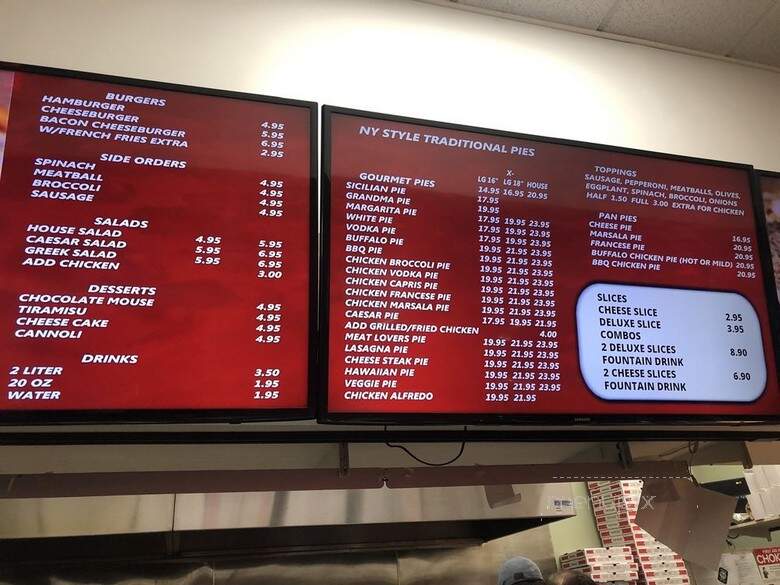 BURGERS
HAMBURGER 4.95
CHEESEBURGER 5.95
BACON CHEESEBURGER 6.95
W/FRENCH FRIES EXTRA 2.95
SIDE ORDERS
SPINACH 4.95
MEATBALL 4.95
BROCCOLI 4.95
SAUSAGE 4.95
SALADS
HOUSE SALAD 4.95 5.95
CAESAR SALAD 5.95 6.95
GREEK SALAD 5.95 6.95
ADD CHICKEN 3.00
DESSERTS
CHOCOLATE MOUSE 4.95
TIRAMISU 4.95
CHEESE CAKE 4.95
CANNOLI 4.95
DRINKS
2 LITER 3.50
20 OZ 1.95
WATER 1.95
NY STYLE TRADITIONAL PIES
X-
GOURMET PIES LG 16" LG 18" HOUSE
SICILIAN PIE 14.95 16.95 20.95
GRANDMA PIE 17.95
MARGARITA PIE 19.95
WHITE PIE 17.95 19.95 23.95
VODKA PIE 17.95 19.95 23.95
BUFFALO PIE 19.95 21.95 23.95
BBQ PIE 19.95 21.95 23.95
CHICKEN BROCCOLI PIE 19.95 21.95 23.95
CHICKEN VODKA PIE 19.95 21.95 23.95
CHICKEN CAPRIS PIE 19.95 21.95 23.95
CHICKEN FRANCESE PIE 19.95 21.95 23.95
CHICKEN MARSALA PIE 19.95 21.95 23.95
CAESAR PIE 17.95 19.95 21.95
ADD GRILLED/FRIED CHICKEN 4.00
MEAT LOVERS PIE 19.95 21.95 23.95
LASAGNA PIE 19.95 21.95 23.95
CHEESE STEAK PIE 19.95 21.95 23.95
HAWAIIAN PIE 19.95 21.95 23.95
VEGGIE PIE 19.95 21.95 23.95
CHICKEN ALFREDO 19.95 21.95
TOPPINGS
SAUSAGE, PEPPERONI, MEATBALLS, OLIVES,
EGGPLANT, SPINACH, BROCCOLI, ONIONS
HALF 1.50 FULL 3.00 EXTRA FOR CHICKEN
PAN PIES
CHEESE PIE 16.95
MARSALA PIE 20.95
FRANCESE PIE 20.95
BUFFALO CHICKEN PIE (HOT OR MILD) 20.95
BBQ CHICKEN PIE 20.95
SLICES
CHEESE SLICE 2.95
DELUXE SLICE 3.95
COMBOS
2 DELUXE SLICES 8.90
FOUNTAIN DRINK
2 CHEESE SLICES 6.90
FOUNTAIN DRINK